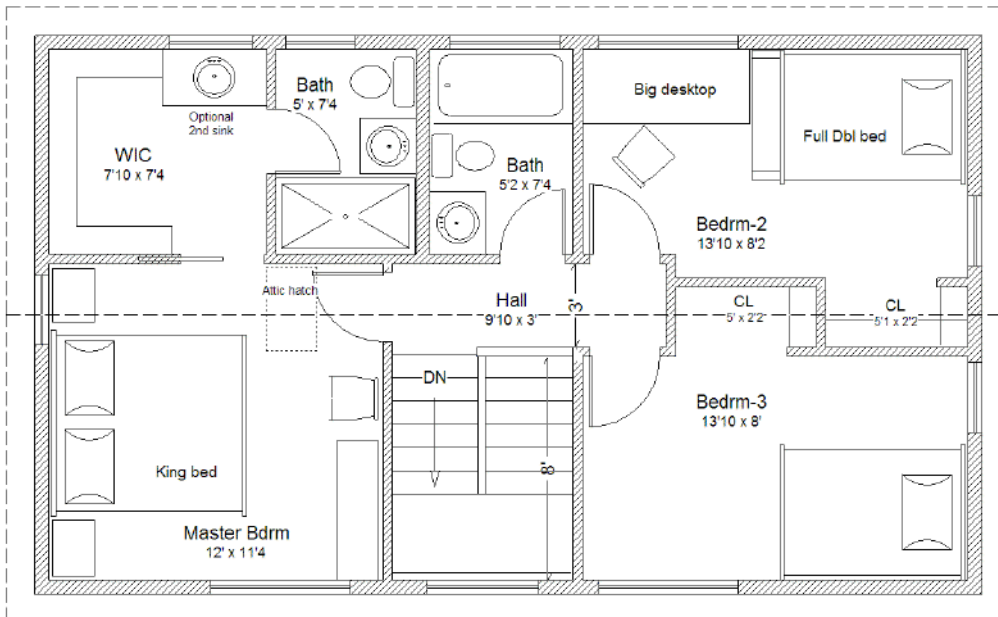 Optional
2nd sink
WIC
7'10 x 7'4
Bath
5' x 7'4
Bath
5'2 x 7'4
Big desktop
Full Dbl bed
Bedrm-2
13'10 x 8'2
Attic hatch
Hall
9'10 x 3'
3'
CL
5' x 2'2
CL
5'1 x 2'2
DN
8'
Bedrm-3
13'10 x 8'
King bed
Master Bdrm
12' x 11'4